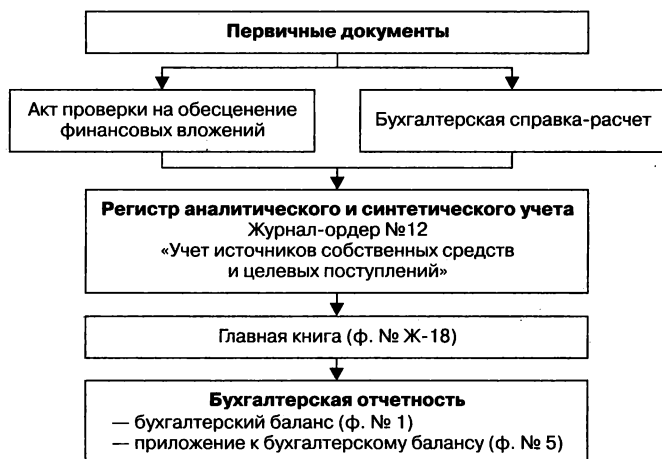 Первичные документы
Акт проверки на обесценение
финансовых вложений
Бухгалтерская справка-расчет
Регистр аналитического и синтетического учета
Журнал-ордер №12
«Учет источников собственных средств
и целевых поступлений»
Главная книга (ф. № Ж-18)
Бухгалтерская отчетность
— бухгалтерский баланс (ф. № 1)
— приложение к бухгалтерскому балансу (ф. № 5)